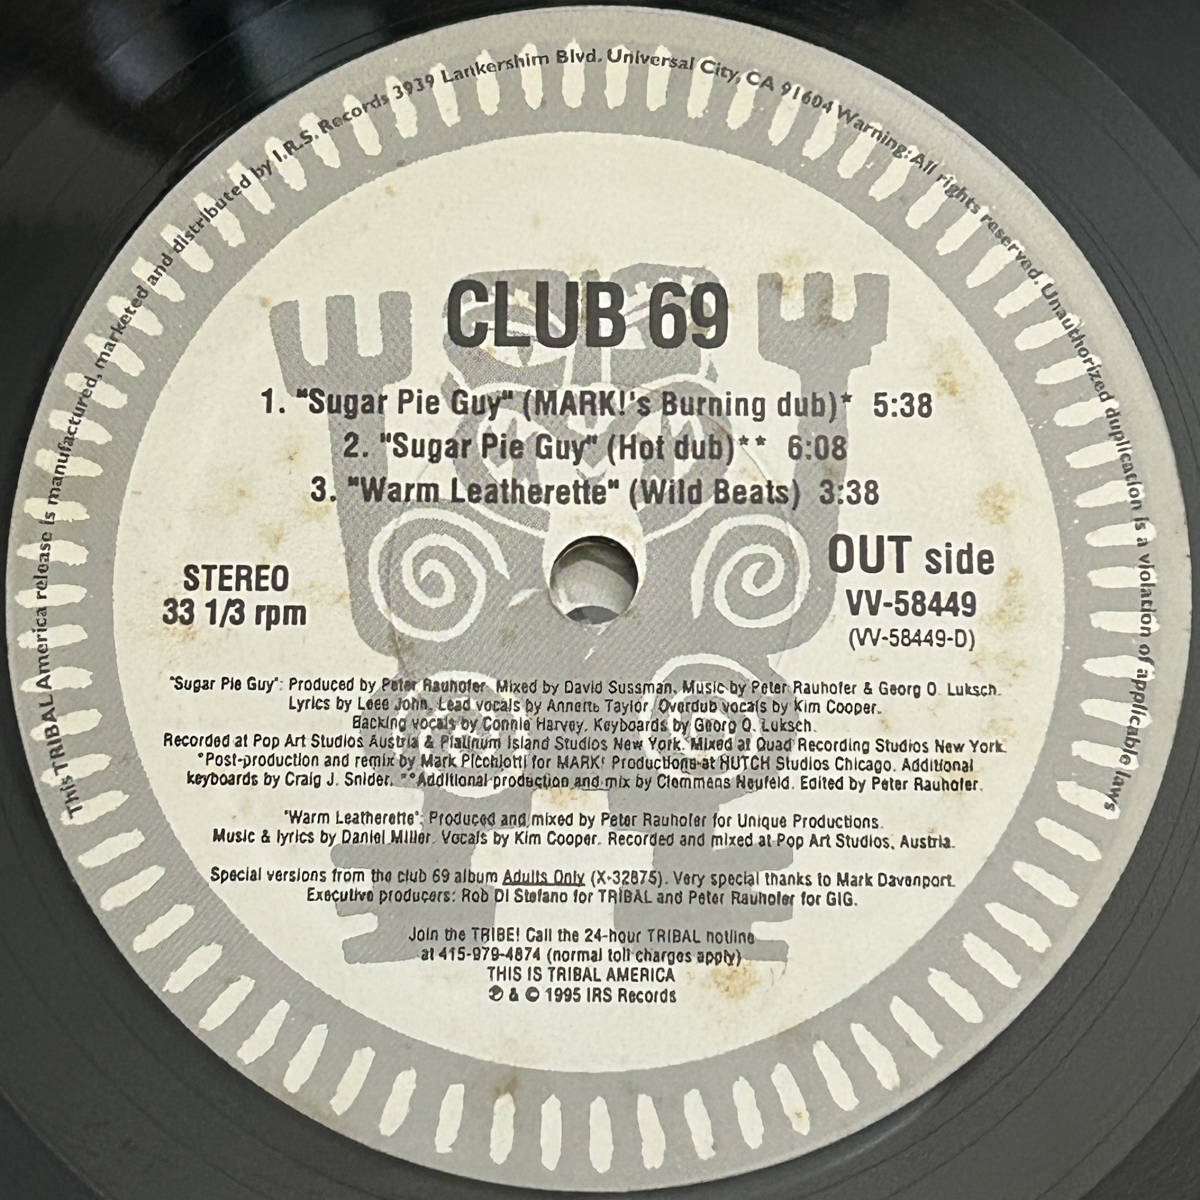 This TRIBAL America release is manufactured, marketed and distributed by I.R.S. Records 3939 Lankershim Blvd. Universal City, CA 91604 Warning: All rights reserved. Unauthorized duplication is a violation of applicable laws
CLUB 69
1. "Sugar Pie Guy" (MARK!'s Burning dub)* 5:38
2. "Sugar Pie Guy" (Hot dub)** 6:08
3. "Warm Leatherette" (Wild Beats) 3:38
STEREO
33 1/3 rpm
OUT side
VV-58449
(VV-58449-D)
"Sugar Pie Guy": Produced by Peter Rauhofer. Mixed by David Sussman. Music by Peter Rauhofer & Georg O. Luksch.
Lyrics by Leee John. Lead vocals by Annette Taylor. Overdub vocals by Kim Cooper.
Backing vocals by Connie Harvey. Keyboards by Georg O. Luksch.
Recorded at Pop Art Studios Austria & Platinum Island Studios New York. Mixed at Quad Recording Studios New York.
*Post-production and remix by Mark Picchiotti for MARK! Productions at HUTCH Studios Chicago. Additional
keyboards by Craig J. Snider. **Additional production and mix by Clemmens Neufeld. Edited by Peter Rauhofer.
"Warm Leatherette": Produced and mixed by Peter Rauhofer for Unique Productions.
Music & lyrics by Daniel Miller. Vocals by Kim Cooper. Recorded and mixed at Pop Art Studios, Austria.
Special versions from the club 69 album Adults Only (X-32875). Very special thanks to Mark Davenport.
Executive producers: Rob Di Stefano for TRIBAL and Peter Rauhofer for GIG.
Join the TRIBE! Call the 24-hour TRIBAL hotline
at 415-979-4874 (normal toll charges apply)
THIS IS TRIBAL AMERICA
℗ & © 1995 IRS Records